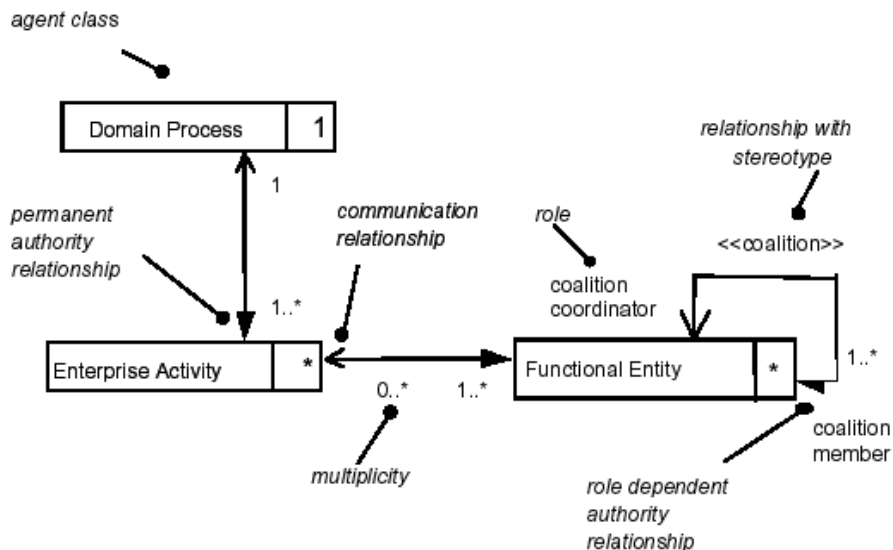 agent class
Domain Process 1
relationship with
stereotype
1
permanent
authority
relationship
communication
relationship
role
<<coalition>>
coalition
coordinator
1..*
Enterprise Activity *
Functional Entity *
1..*
0..*
1..*
multiplicity
coalition
member
role dependent
authority
relationship